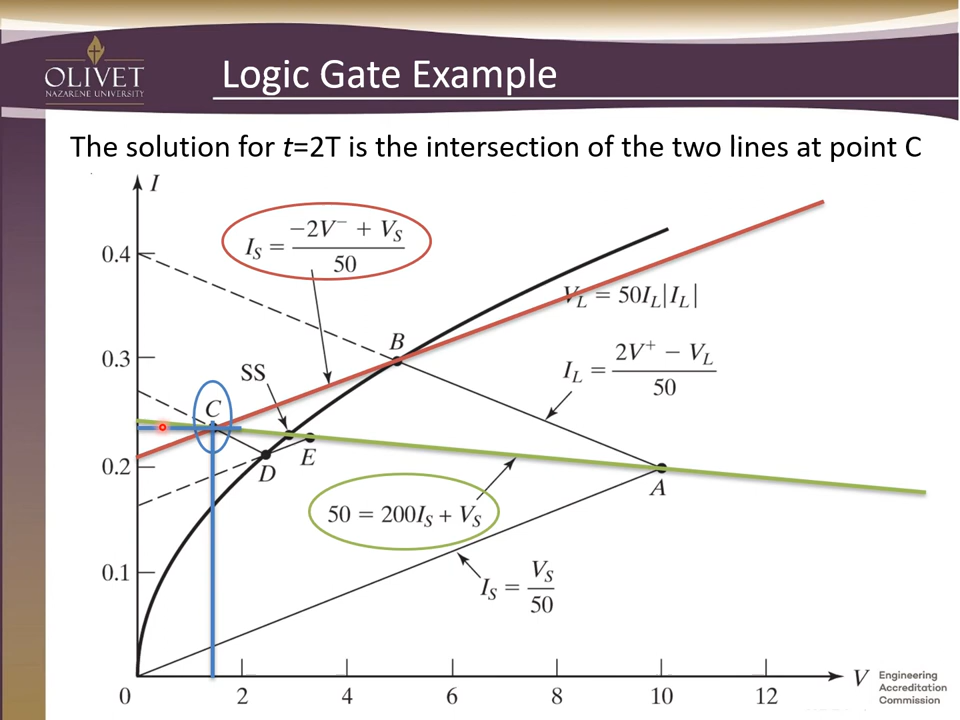 OLIVET
NAZARENE UNIVERSITY
Logic Gate Example
The solution for t=2T is the intersection of the two lines at point C
I
I_S = (−2V⁻ + V_S) / 50
0.4
V_L = 50I_L|I_L|
B
0.3
SS
I_L = (2V⁺ − V_L) / 50
C
0.2
D
E
A
50 = 200I_S + V_S
0.1
I_S = V_S / 50
0 2 4 6 8 10 12 V
Engineering
Accreditation
Commission